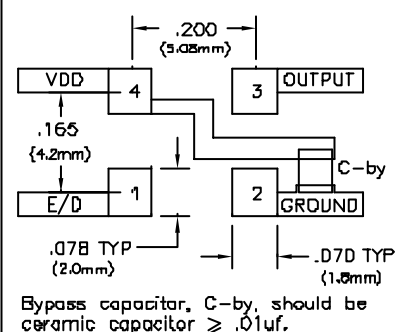 .200
(5.08mm)
VDD 4 3 OUTPUT
.165
(4.2mm)
C-by
E/D 1 2 GROUND
.078 TYP
(2.0mm)
.070 TYP
(1.8mm)
Bypass capacitor, C-by, should be
ceramic capacitor ≥ .01uf.